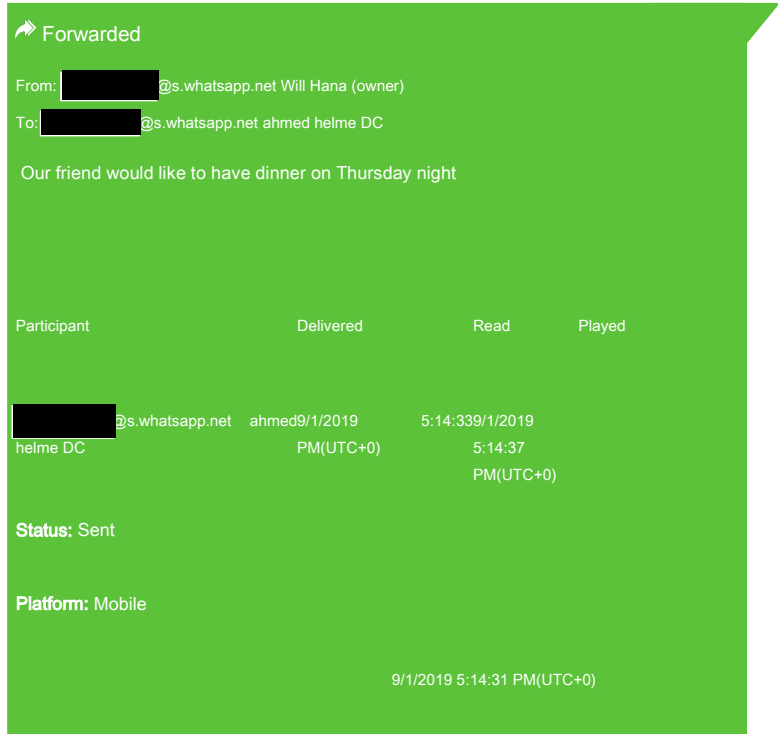 Forwarded
From: @s.whatsapp.net Will Hana (owner)
To: @s.whatsapp.net ahmed helme DC
Our friend would like to have dinner on Thursday night
Participant Delivered Read Played
@s.whatsapp.net ahmed9/1/2019 5:14:339/1/2019
helme DC PM(UTC+0) 5:14:37
PM(UTC+0)
Status: Sent
Platform: Mobile
9/1/2019 5:14:31 PM(UTC+0)